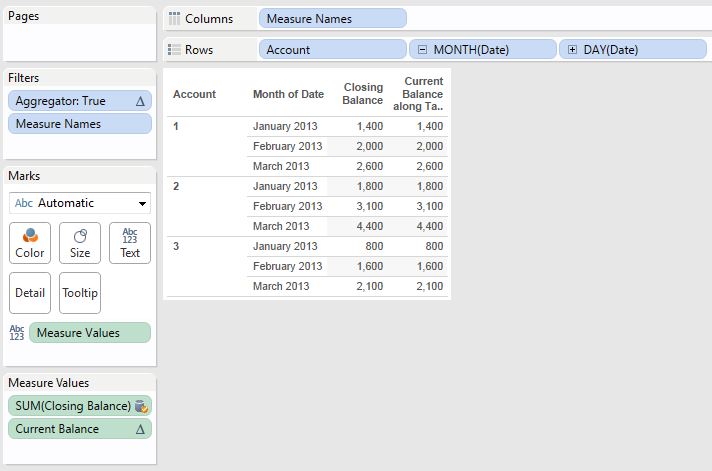 Pages
Columns Measure Names
Rows Account MONTH(Date) DAY(Date)
Filters
Aggregator: True Δ
Measure Names
Marks
Abc Automatic
Color Size Abc 123 Text
Detail Tooltip
Abc 123 Measure Values
Measure Values
SUM(Closing Balance)
Current Balance Δ
Account Month of Date Closing Balance Current Balance along Ta..
1 January 2013 1,400 1,400
February 2013 2,000 2,000
March 2013 2,600 2,600
2 January 2013 1,800 1,800
February 2013 3,100 3,100
March 2013 4,400 4,400
3 January 2013 800 800
February 2013 1,600 1,600
March 2013 2,100 2,100